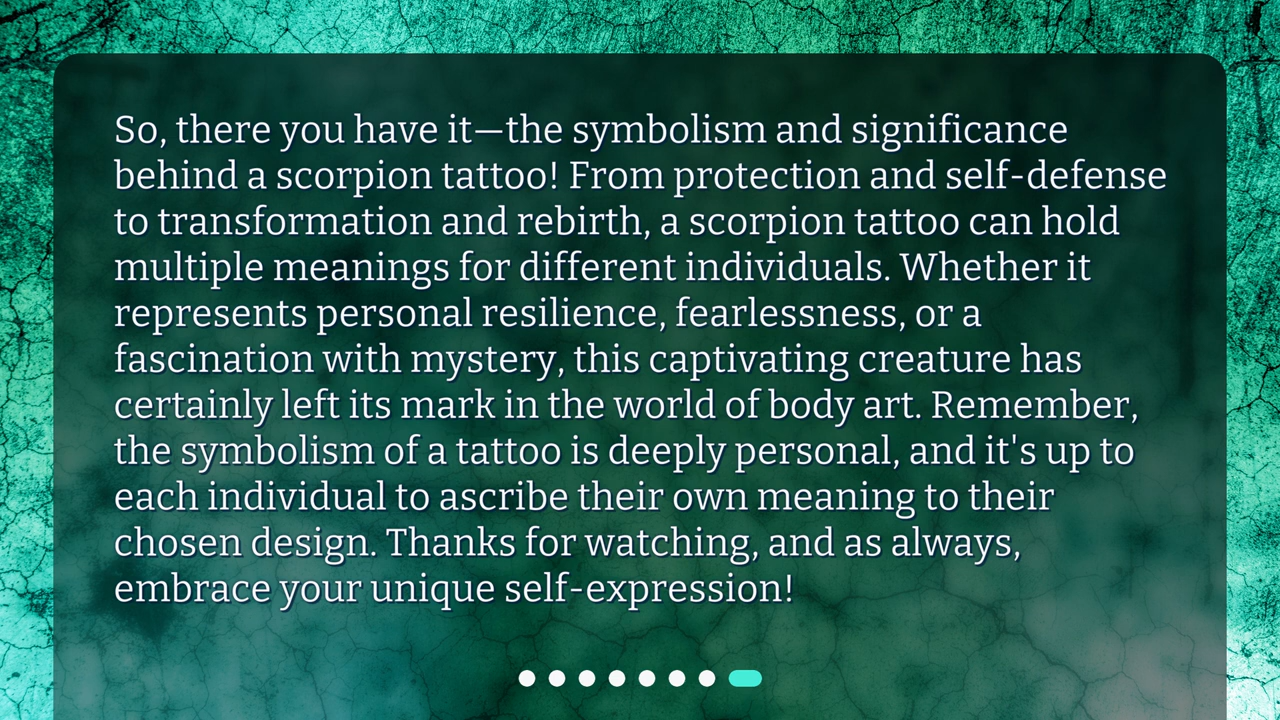 So, there you have it—the symbolism and significance
behind a scorpion tattoo! From protection and self-defense
to transformation and rebirth, a scorpion tattoo can hold
multiple meanings for different individuals. Whether it
represents personal resilience, fearlessness, or a
fascination with mystery, this captivating creature has
certainly left its mark in the world of body art. Remember,
the symbolism of a tattoo is deeply personal, and it's up to
each individual to ascribe their own meaning to their
chosen design. Thanks for watching, and as always,
embrace your unique self-expression!